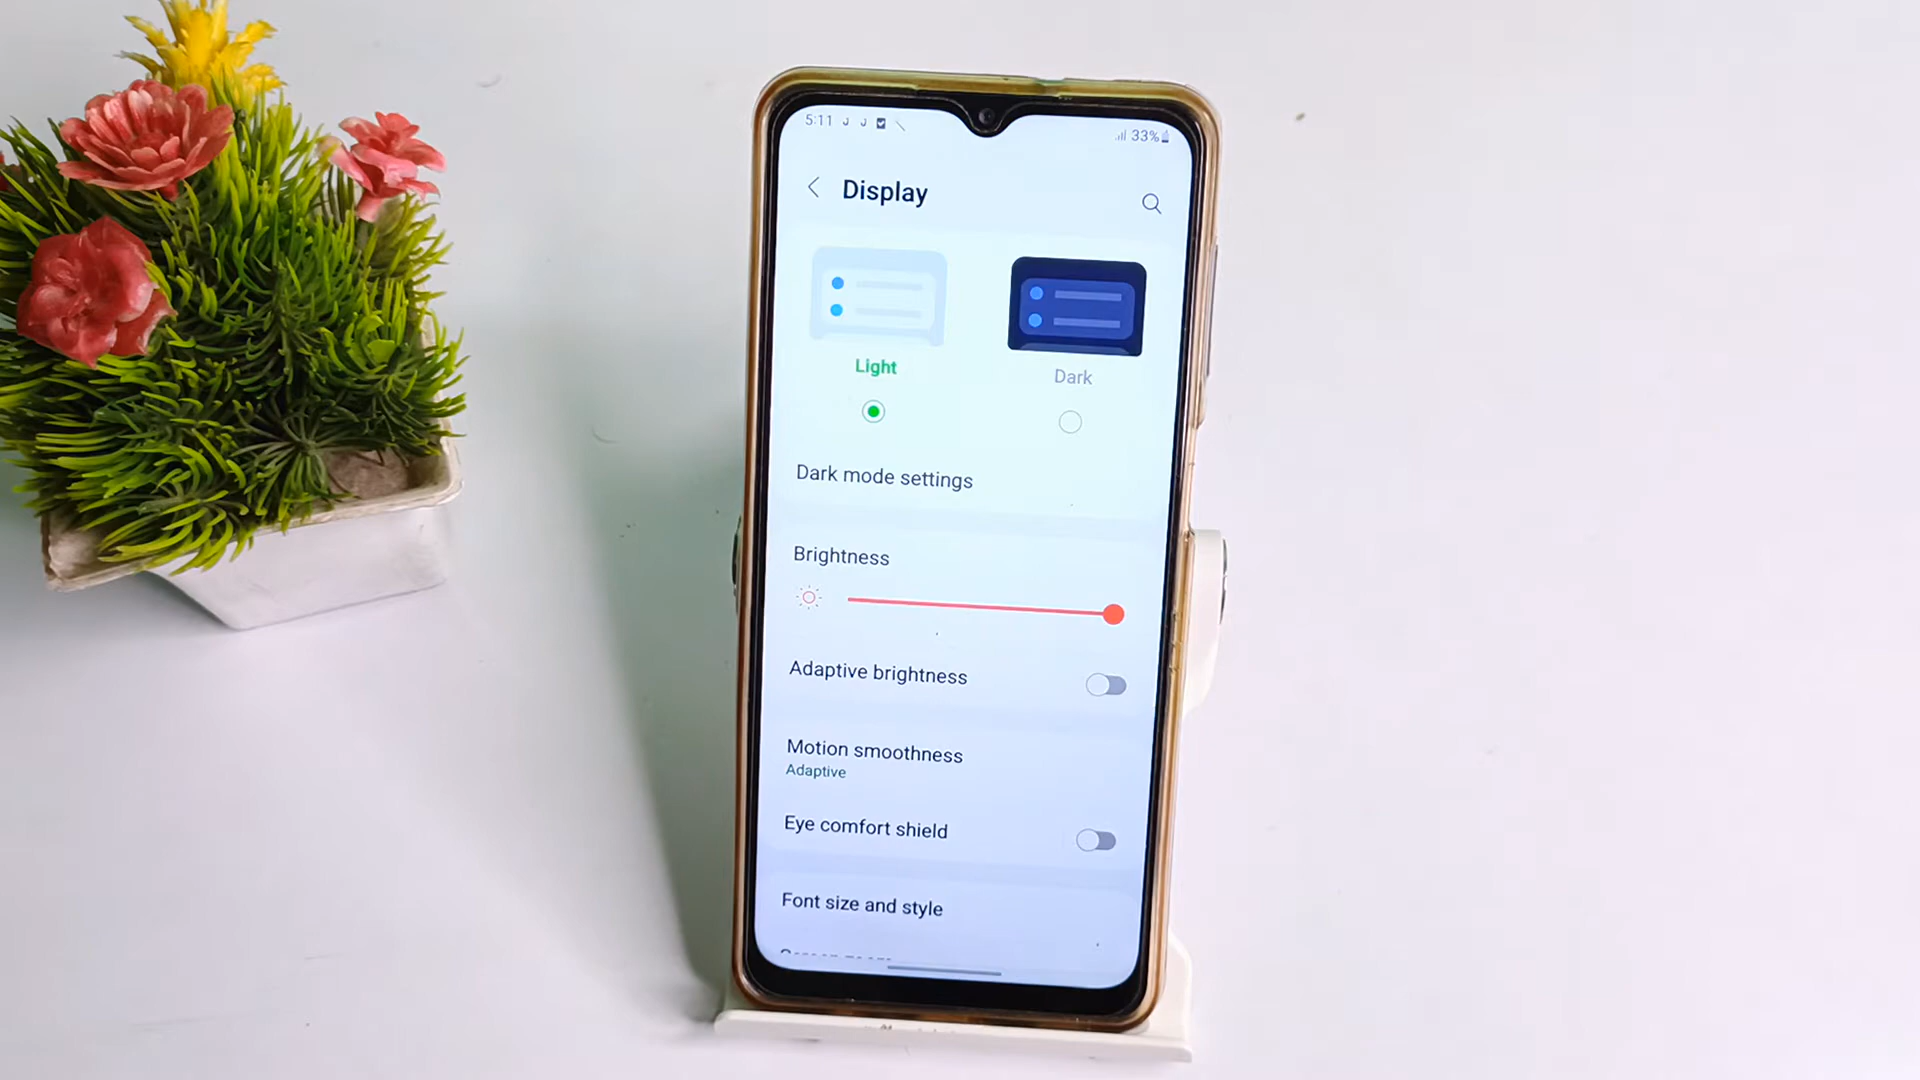 5:11
33%
Display
Light
Dark
Dark mode settings
Brightness
Adaptive brightness
Motion smoothness
Adaptive
Eye comfort shield
Font size and style